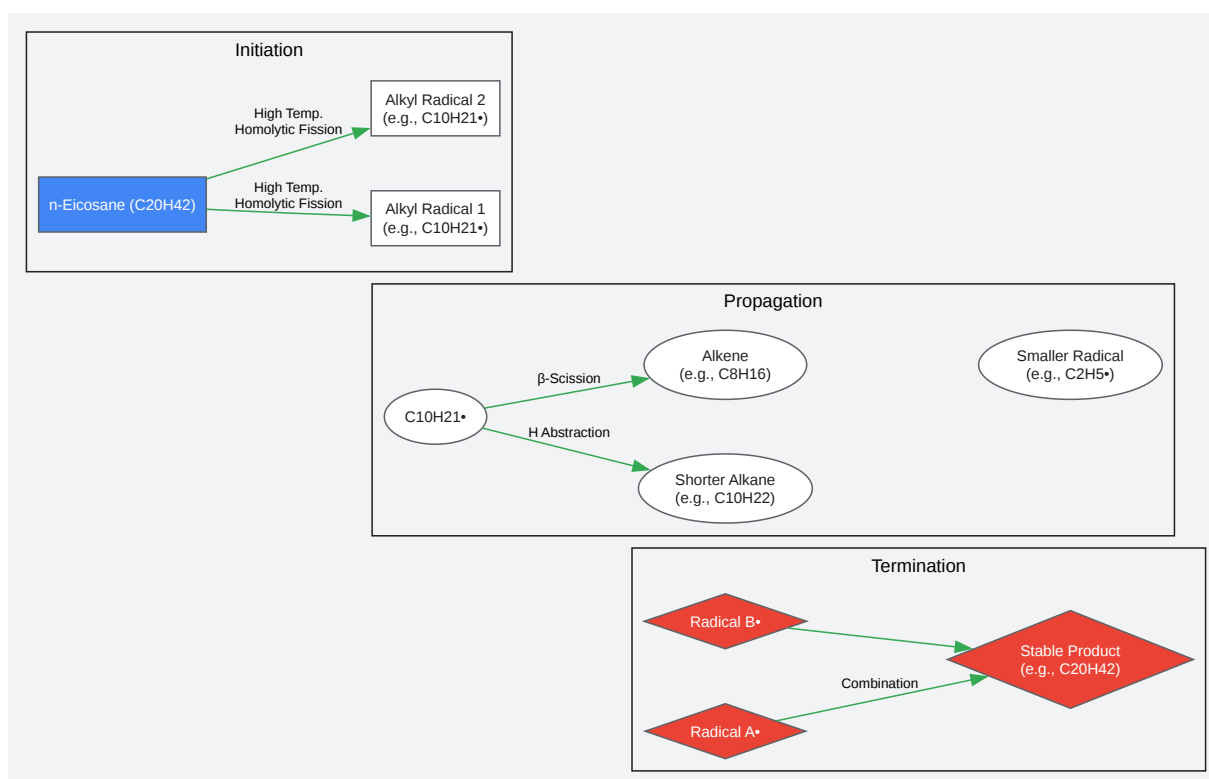 Initiation
Alkyl Radical 2
(e.g., C10H21•)
High Temp.
Homolytic Fission
n-Eicosane (C20H42)
High Temp.
Homolytic Fission
Alkyl Radical 1
(e.g., C10H21•)
Propagation
Alkene
(e.g., C8H16)
Smaller Radical
(e.g., C2H5•)
β-Scission
C10H21•
H Abstraction
Shorter Alkane
(e.g., C10H22)
Termination
Radical B•
Stable Product
(e.g., C20H42)
Combination
Radical A•